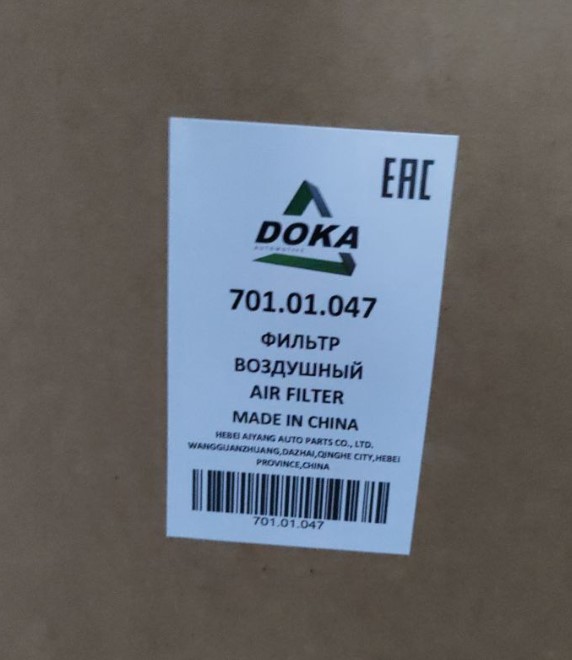 EAC
DOKA
AUTOMOTIVE
701.01.047
ФИЛЬТР
ВОЗДУШНЫЙ
AIR FILTER
MADE IN CHINA
HEBEI AIYANG AUTO PARTS CO., LTD.
WANGGUANZHUANG,DAZHAI,QINGHE CITY,HEBEI
PROVINCE,CHINA
701.01.047